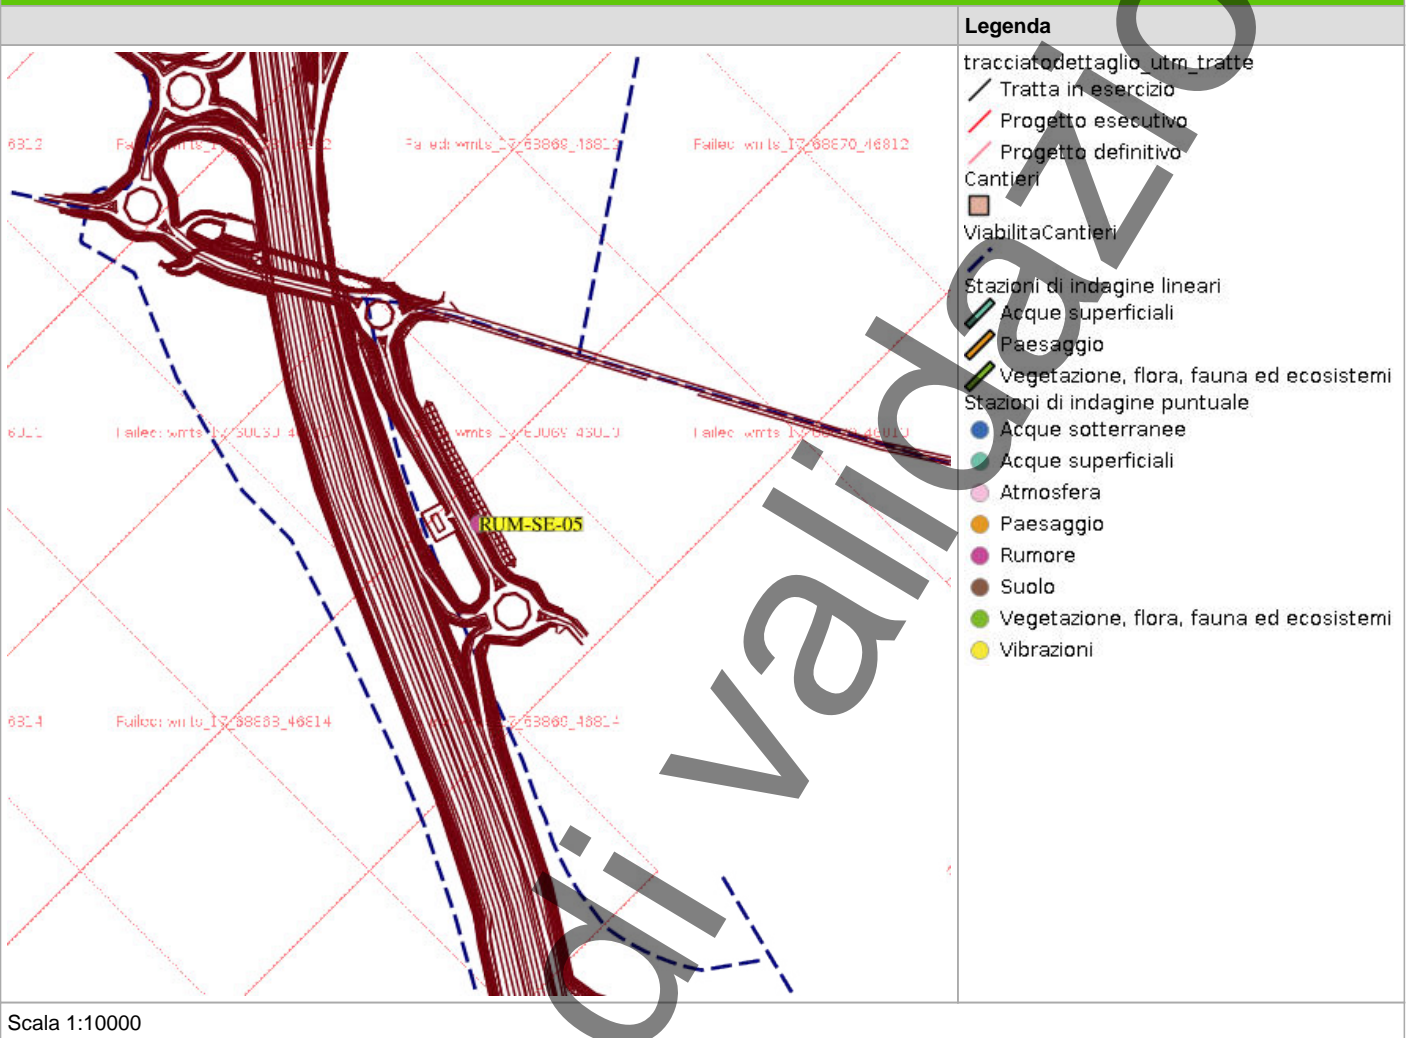 Legenda
tracciatodettaglio_utm_tratte
Tratta in esercizio
Progetto esecutivo
Progetto definitivo
Cantieri
ViabilitaCantieri
Stazioni di indagine lineari
Acque superficiali
Paesaggio
Vegetazione, flora, fauna ed ecosistemi
Stazioni di indagine puntuale
Acque sotterranee
Acque superficiali
Atmosfera
Paesaggio
Rumore
Suolo
Vegetazione, flora, fauna ed ecosistemi
Vibrazioni
RUM-SE-05
di validazio
Scala 1:10000